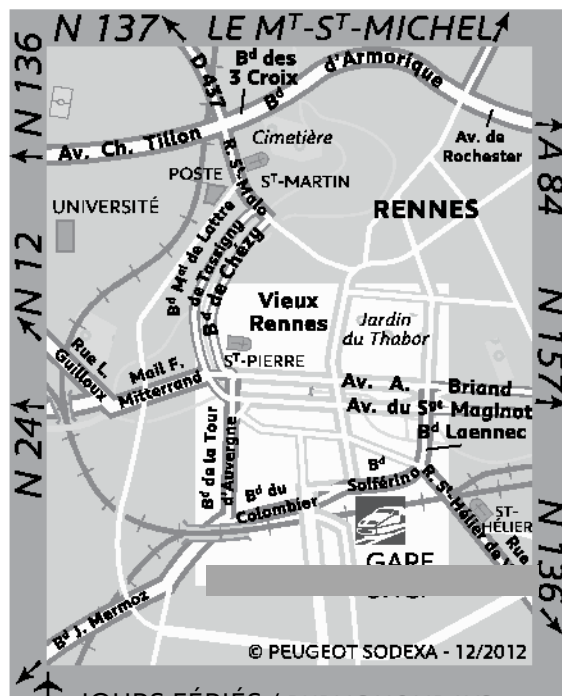 N 137
LE Mᵀ-Sᵀ-MICHEL
N 136
D 437
Bᵈ des
3 Croix
Bᵈ d'Armorique
Av. Ch. Tillon
Cimetière
Av. de
Rochester
A 84
R. Sᵗ-Malo
POSTE
Sᵀ-MARTIN
UNIVERSITÉ
RENNES
Bᵈ Mᵃˡ de Lattre
de Tassigny
Bᵈ de Chézy
N 12
Vieux
Rennes
Jardin
du Thabor
N 157
Rue L.
Guilloux
Mail F.
Mitterrand
Sᵀ-PIERRE
Av. A. Briand
Av. du Sᵍᵗ Maginot
Bᵈ Laennec
N 24
Bᵈ de la Tour
d'Auvergne
Bᵈ du
Colombier
Bᵈ
Solférino
R. Sᵗ-Hélier de
Rue
ST-
HÉLIER
GARE
N 136
Bᵈ J. Mermoz
© PEUGEOT SODEXA - 12/2012
JOURS FÉRIÉS